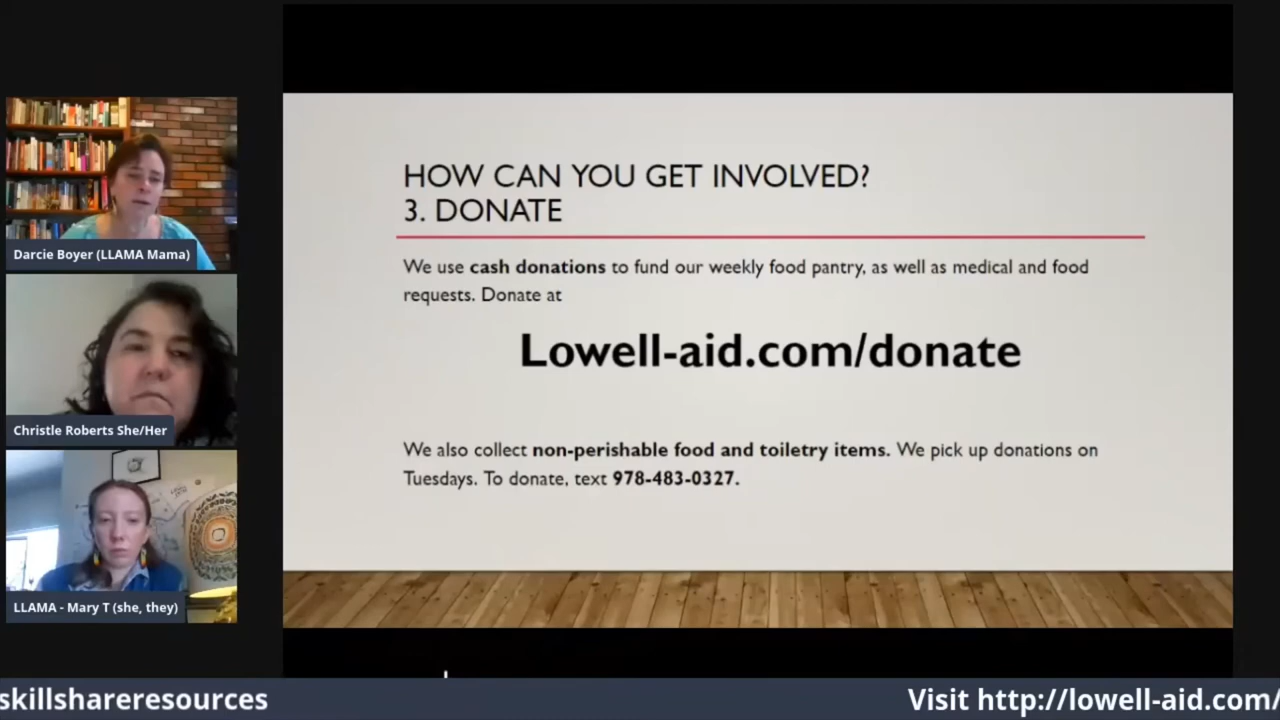 Darcie Boyer (LLAMA Mama)
Christle Roberts She/Her
LLAMA - Mary T (she, they)
HOW CAN YOU GET INVOLVED?
3. DONATE
We use cash donations to fund our weekly food pantry, as well as medical and food
requests. Donate at
Lowell-aid.com/donate
We also collect non-perishable food and toiletry items. We pick up donations on
Tuesdays. To donate, text 978-483-0327.
skillshareresources
Visit http://lowell-aid.com/